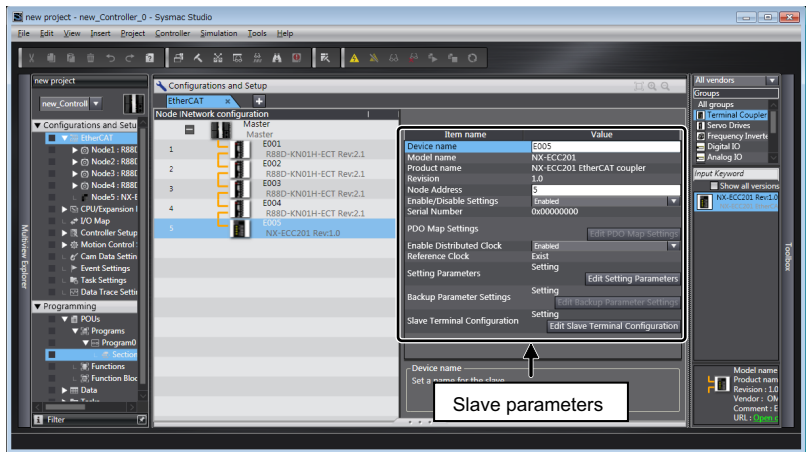 new project - new_Controller_0 - Sysmac Studio
File Edit View Insert Project Controller Simulation Tools Help
new project
new_Controll
Configurations and Setu
EtherCAT
Node1 : R88D
Node2 : R88D
Node3 : R88D
Node4 : R88D
Node5 : NX-E
CPU/Expansion
I/O Map
Controller Setup
Motion Control
Cam Data Settin
Event Settings
Task Settings
Data Trace Settin
Programming
POUs
Programs
Program0
Section
Functions
Function Bloc
Data
Filter
Multiview Explorer
Configurations and Setup
EtherCAT × +
Node Network configuration
Master
Master
1 E001
R88D-KN01H-ECT Rev:2.1
2 E002
R88D-KN01H-ECT Rev:2.1
3 E003
R88D-KN01H-ECT Rev:2.1
4 E004
R88D-KN01H-ECT Rev:2.1
5 E005
NX-ECC201 Rev:1.0
Item name Value
Device name E005
Model name NX-ECC201
Product name NX-ECC201 EtherCAT coupler
Revision 1.0
Node Address 5
Enable/Disable Settings Enabled
Serial Number 0x00000000
PDO Map Settings Edit PDO Map Settings
Enable Distributed Clock Enabled
Reference Clock Exist
Setting Parameters Setting
Edit Setting Parameters
Backup Parameter Settings Setting
Edit Backup Parameter Settings
Slave Terminal Configuration Setting
Edit Slave Terminal Configuration
Device name
Set a name for the slave
Slave parameters
Toolbox
All vendors
Groups
All groups
Terminal Coupler
Servo Drives
Frequency Inverte
Digital IO
Analog IO
Input Keyword
Show all versions
NX-ECC201 Rev:1.0
Model name
Product nam
Revision : 1.0
Vendor : OM
Comment : E
URL : Open c